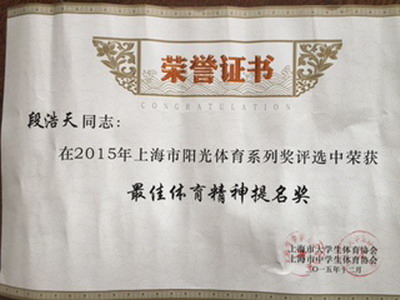 荣誉证书
CONGRATULATION
段浩天同志：
在2015年上海市阳光体育系列奖评选中荣获
最佳体育精神提名奖
上海市大学生体育协会
上海市中学生体育协会
二〇一五年十二月